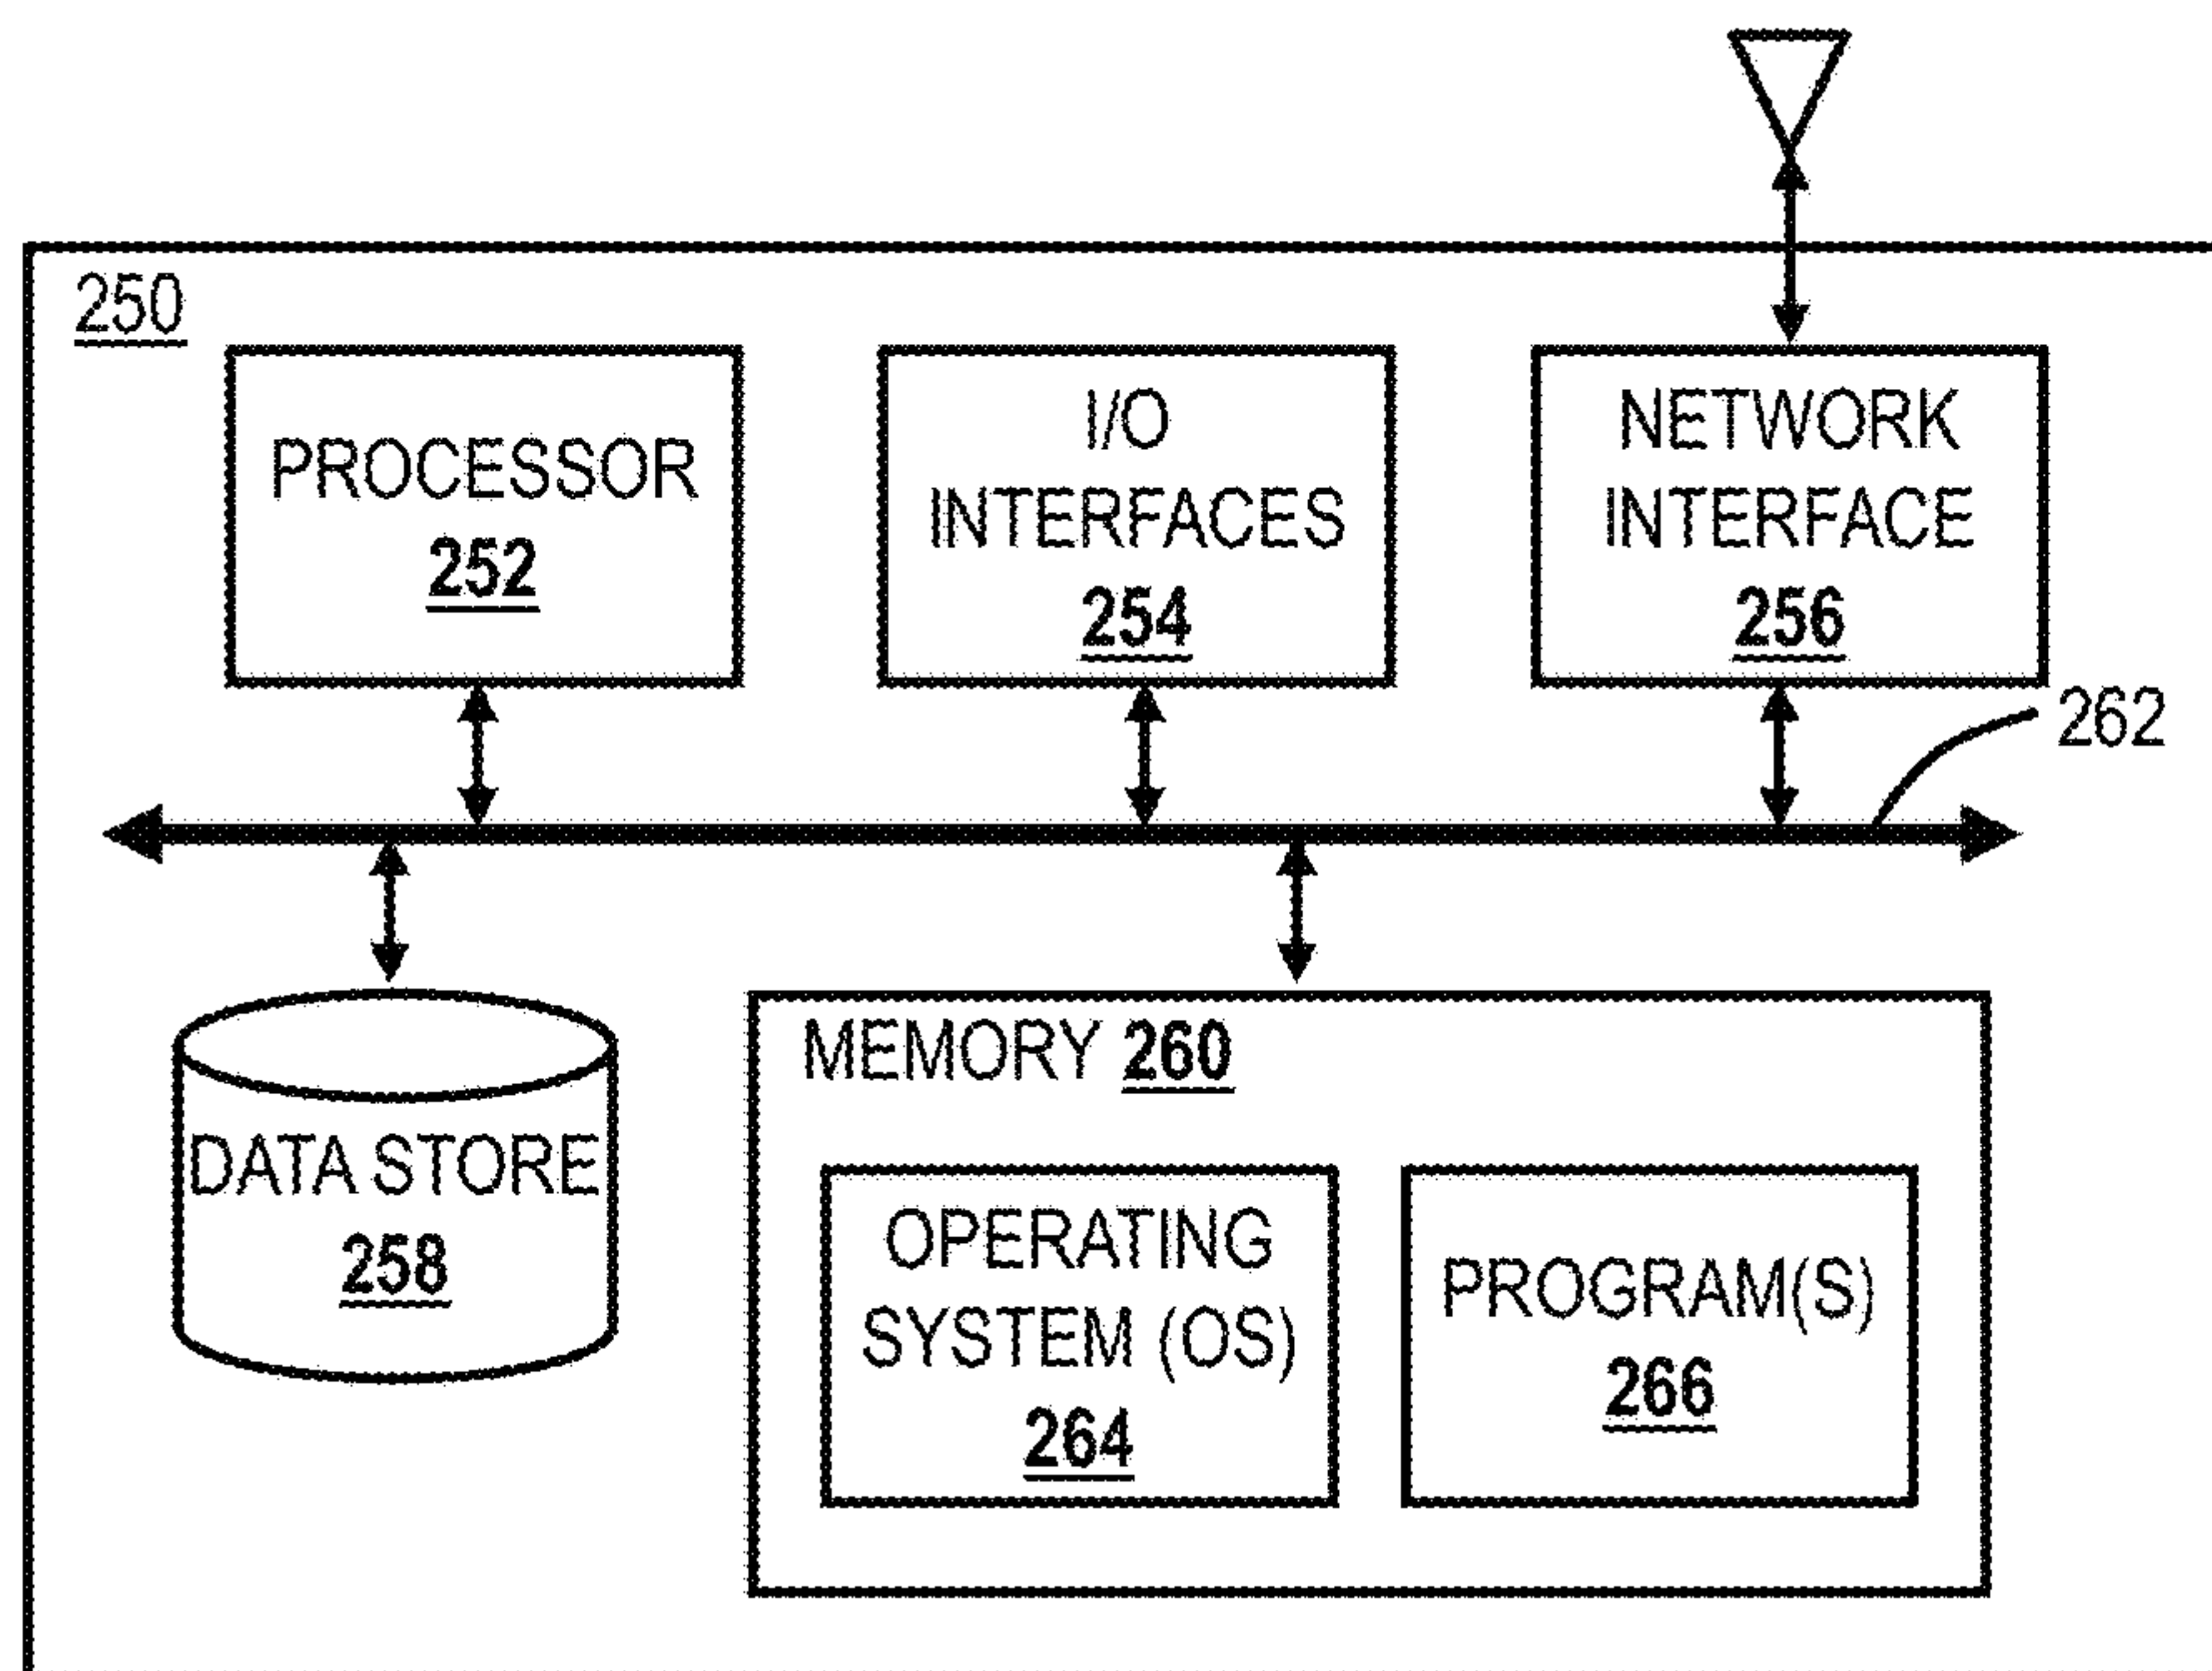 250
PROCESSOR
252
I/O
INTERFACES
254
NETWORK
INTERFACE
256
262
DATA STORE
258
MEMORY 260
OPERATING
SYSTEM (OS)
264
PROGRAM(S)
266